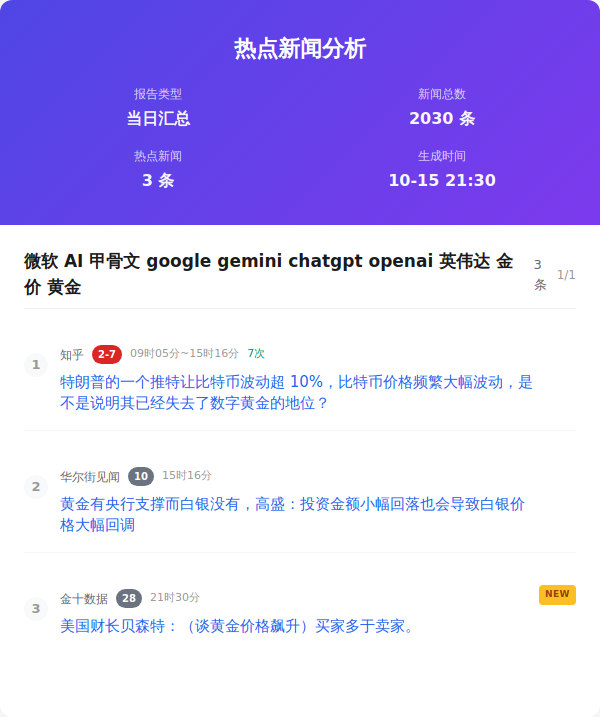 热点新闻分析
报告类型
当日汇总
新闻总数
2030 条
热点新闻
3 条
生成时间
10-15 21:30
微软 AI 甲骨文 google gemini chatgpt openai 英伟达 金
价 黄金
3
条
1/1
1
知乎 2-7 09时05分~15时16分 7次
特朗普的一个推特让比特币波动超 10%，比特币价格频繁大幅波动，是
不是说明其已经失去了数字黄金的地位？
2
华尔街见闻 10 15时16分
黄金有央行支撑而白银没有，高盛：投资金额小幅回落也会导致白银价
格大幅回调
3
金十数据 28 21时30分
NEW
美国财长贝森特：（谈黄金价格飙升）买家多于卖家。